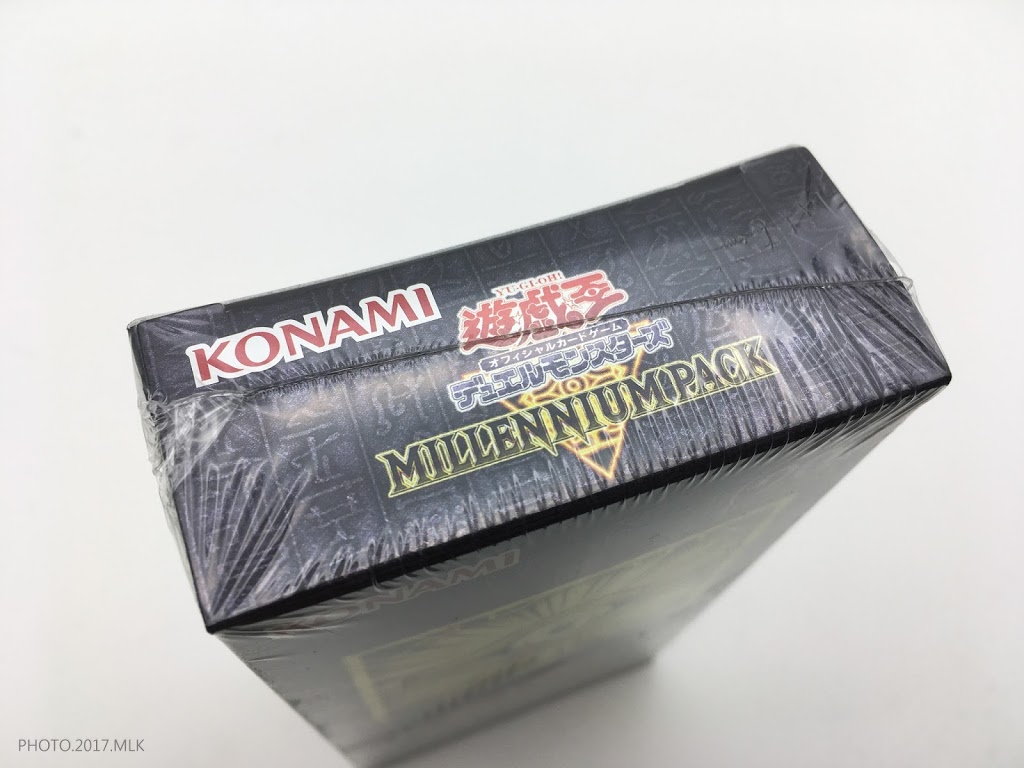 KONAMI
YU-GI-OH!
遊戯王
オフィシャルカードゲーム
デュエルモンスターズ
MILLENNIUM PACK
KONAMI
PHOTO.2017.MLK